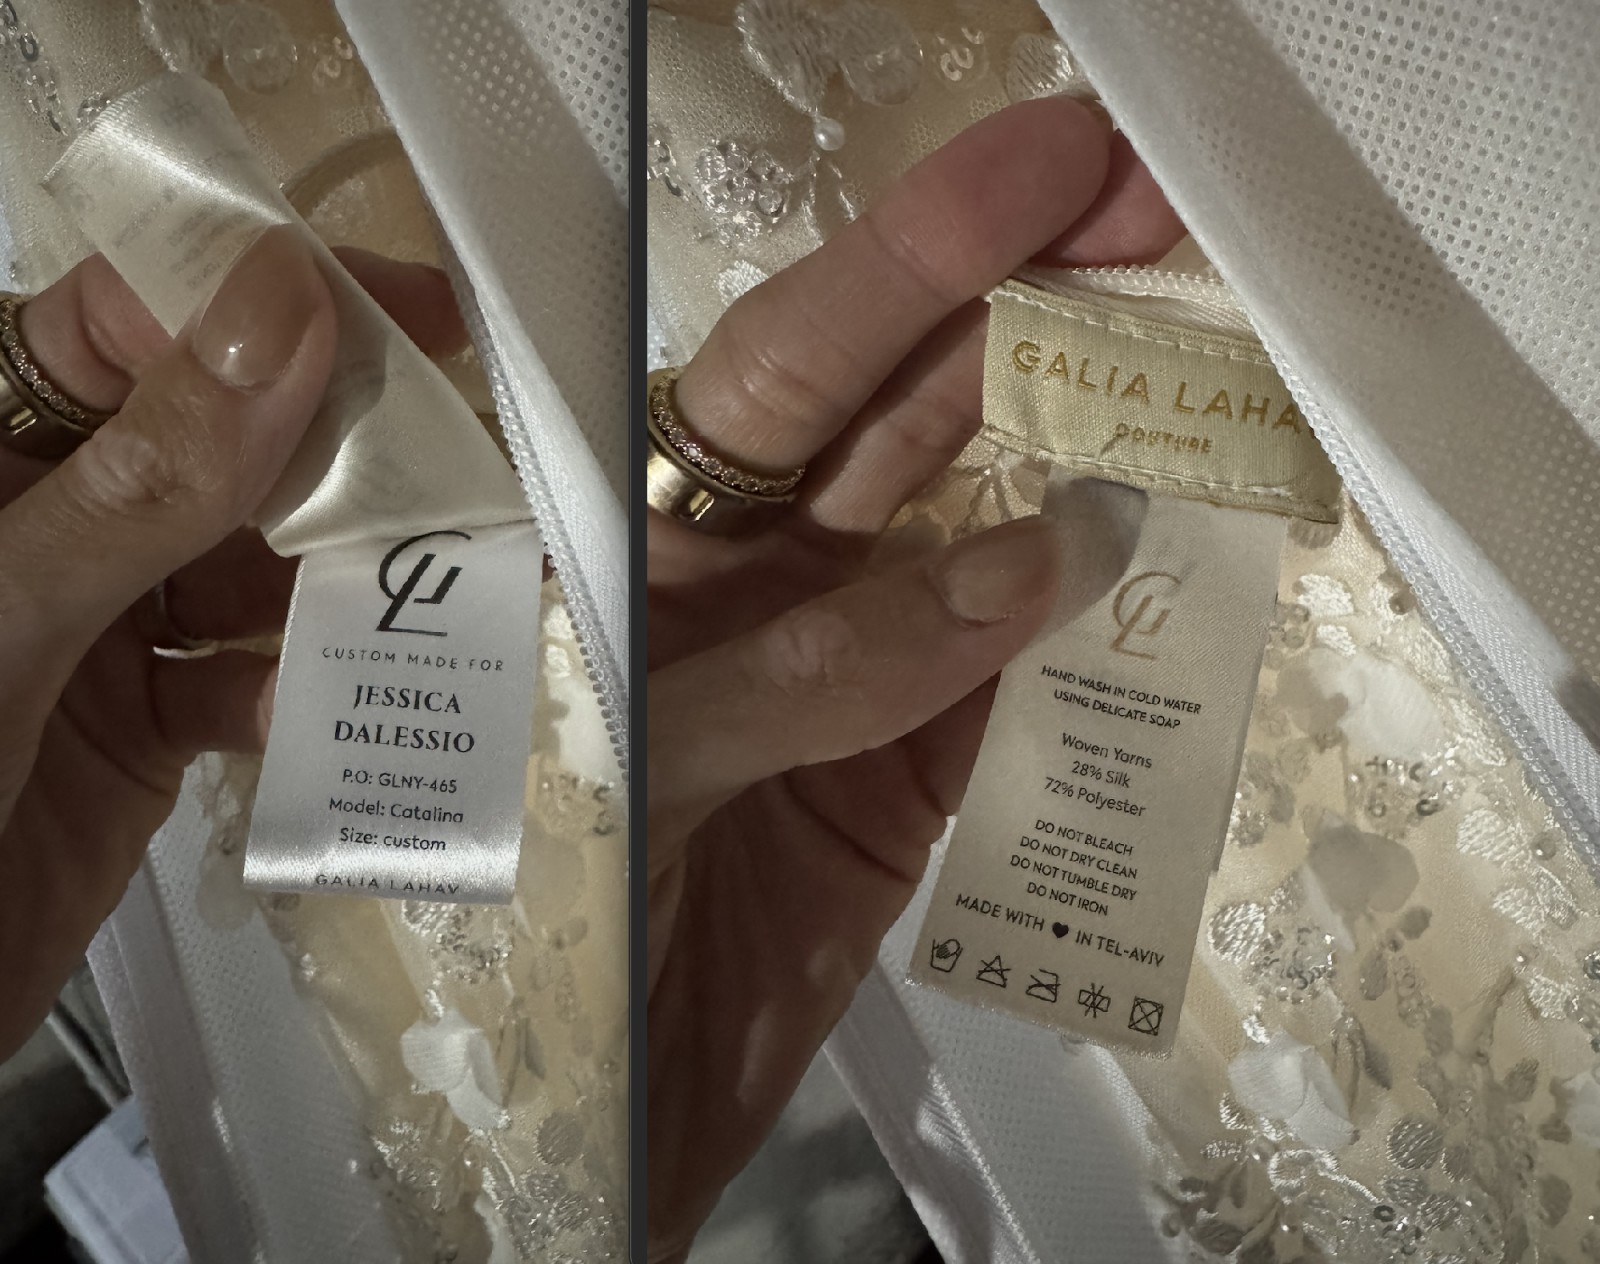 GL
CUSTOM MADE FOR
JESSICA
DALESSIO
P.O: GLNY-465
Model: Catalina
Size: custom
GALIA LAHAV
GALIA LAHA
COUTURE
GL
HAND WASH IN COLD WATER
USING DELICATE SOAP
Woven Yarns
28% Silk
72% Polyester
DO NOT BLEACH
DO NOT DRY CLEAN
DO NOT TUMBLE DRY
DO NOT IRON
MADE WITH ♥ IN TEL-AVIV